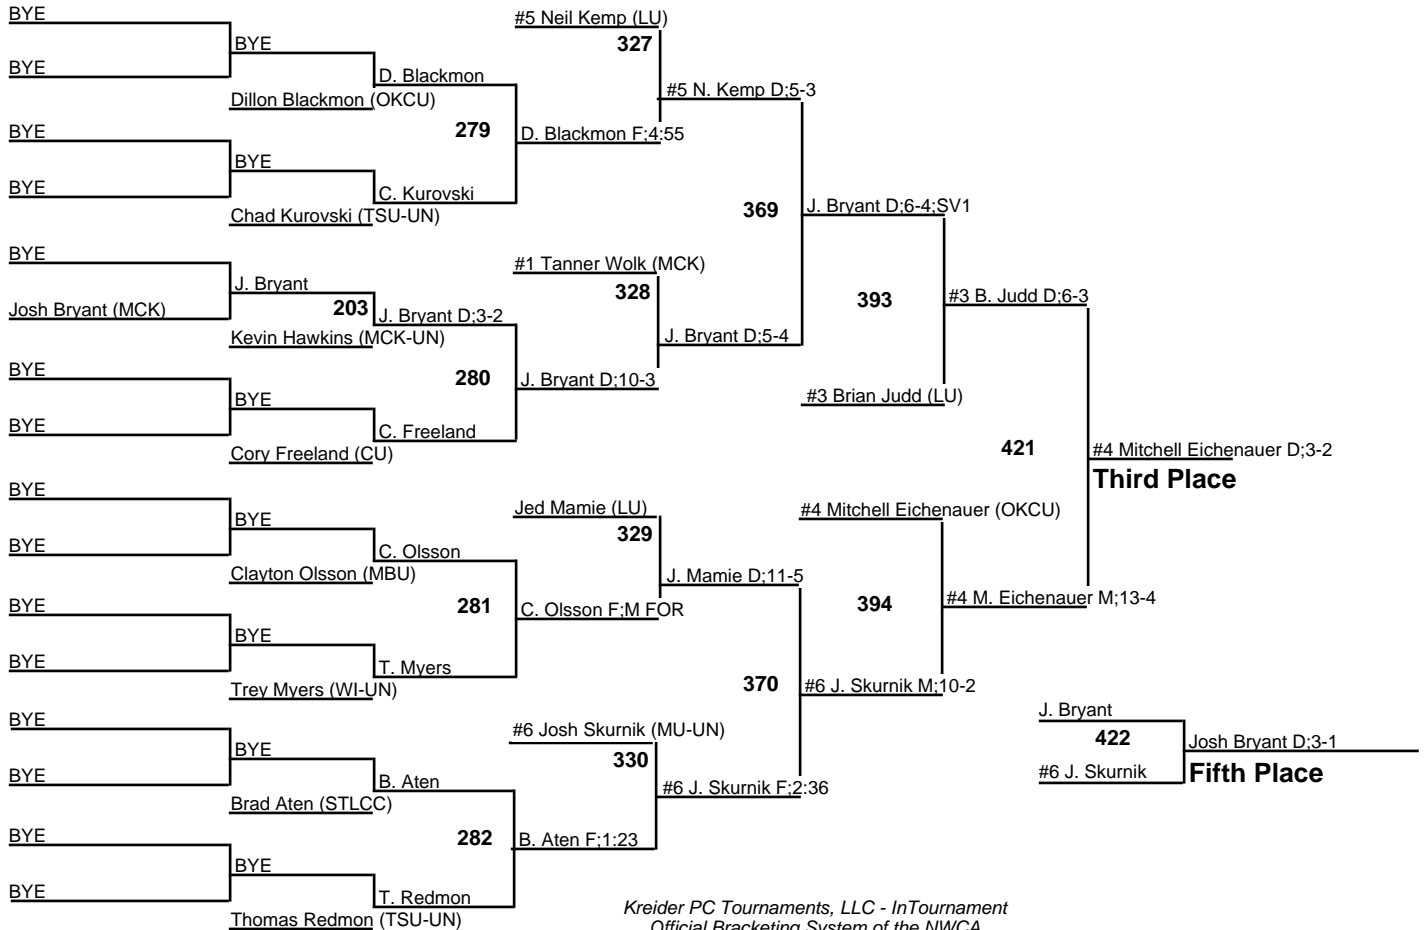 BYE
#5 Neil Kemp (LU)
BYE
327
BYE
D. Blackmon
#5 N. Kemp D;5-3
Dillon Blackmon (OKCU)
279
D. Blackmon F;4:55
BYE
BYE
BYE
C. Kurovski
J. Bryant D;6-4;SV1
369
Chad Kurovski (TSU-UN)
BYE
#1 Tanner Wolk (MCK)
J. Bryant
328
393
#3 B. Judd D;6-3
Josh Bryant (MCK)
203
J. Bryant D;3-2
Kevin Hawkins (MCK-UN)
J. Bryant D;5-4
BYE
280
J. Bryant D;10-3
#3 Brian Judd (LU)
BYE
BYE
C. Freeland
Cory Freeland (CU)
421
#4 Mitchell Eichenauer D;3-2
Third Place
BYE
Jed Mamie (LU)
#4 Mitchell Eichenauer (OKCU)
BYE
329
BYE
C. Olsson
Clayton Olsson (MBU)
J. Mamie D;11-5
281
C. Olsson F;M FOR
394
#4 M. Eichenauer M;13-4
BYE
BYE
BYE
T. Myers
370
#6 J. Skurnik M;10-2
Trey Myers (WI-UN)
J. Bryant
BYE
#6 Josh Skurnik (MU-UN)
422
Josh Bryant D;3-1
BYE
330
#6 J. Skurnik
Fifth Place
BYE
B. Aten
#6 J. Skurnik F;2:36
Brad Aten (STLCC)
BYE
282
B. Aten F;1:23
BYE
BYE
T. Redmon
Thomas Redmon (TSU-UN)
Kreider PC Tournaments, LLC - InTournament
Official Bracketing System of the NWCA